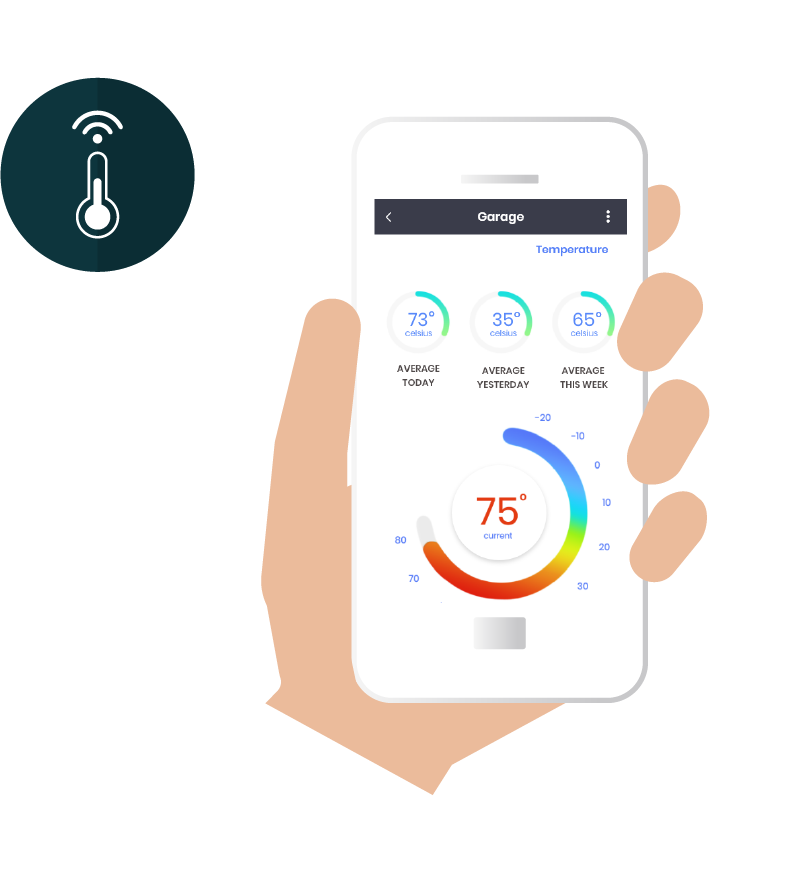 Garage
Temperature
73°
celsius
35°
celsius
65°
celsius
AVERAGE
TODAY
AVERAGE
YESTERDAY
AVERAGE
THIS WEEK
-20
-10
0
10
20
30
70
80
75°
current